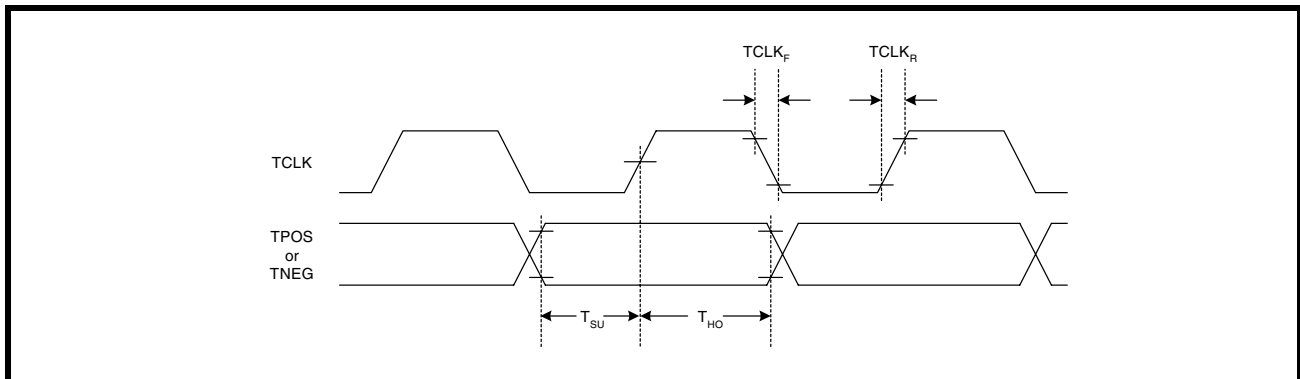 TCLKF
TCLKR
TCLK
TPOS
or
TNEG
TSU
THO